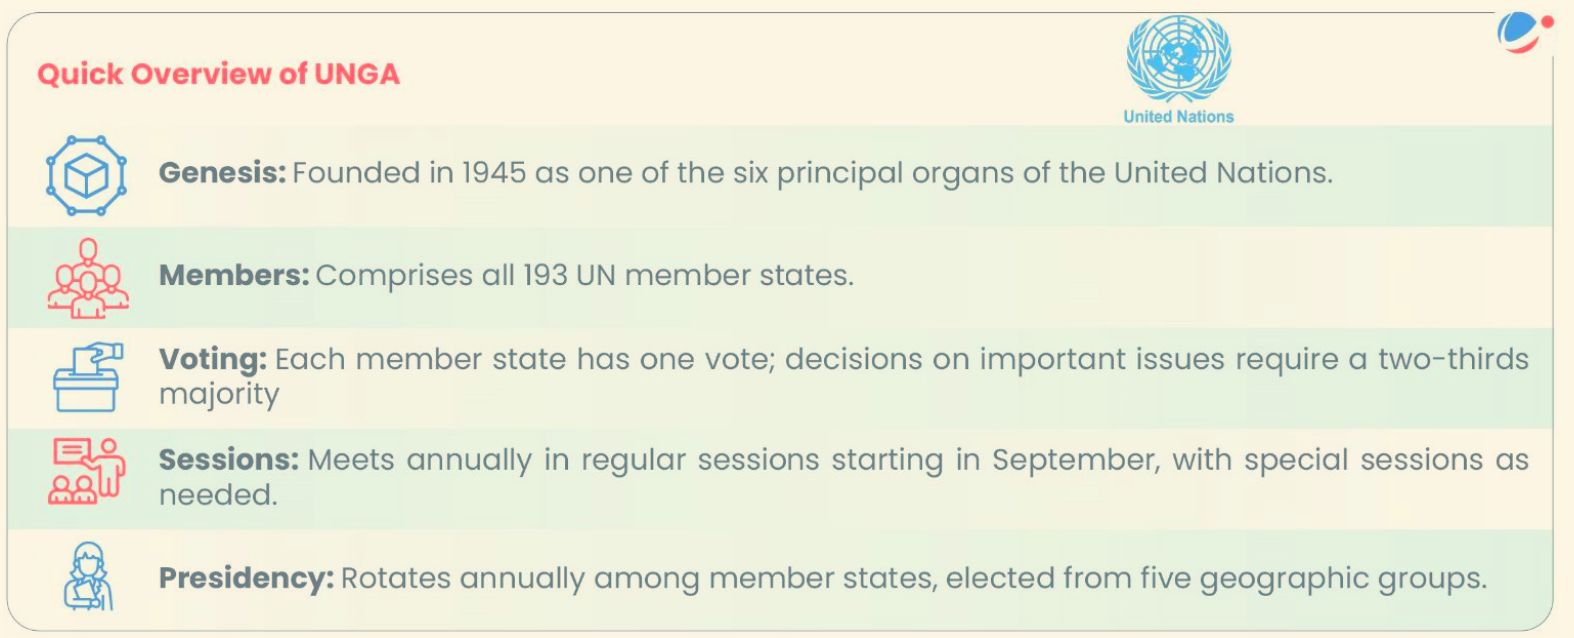 Quick Overview of UNGA
United Nations
Genesis: Founded in 1945 as one of the six principal organs of the United Nations.
Members: Comprises all 193 UN member states.
Voting: Each member state has one vote; decisions on important issues require a two-thirds
majority
Sessions: Meets annually in regular sessions starting in September, with special sessions as
needed.
Presidency: Rotates annually among member states, elected from five geographic groups.